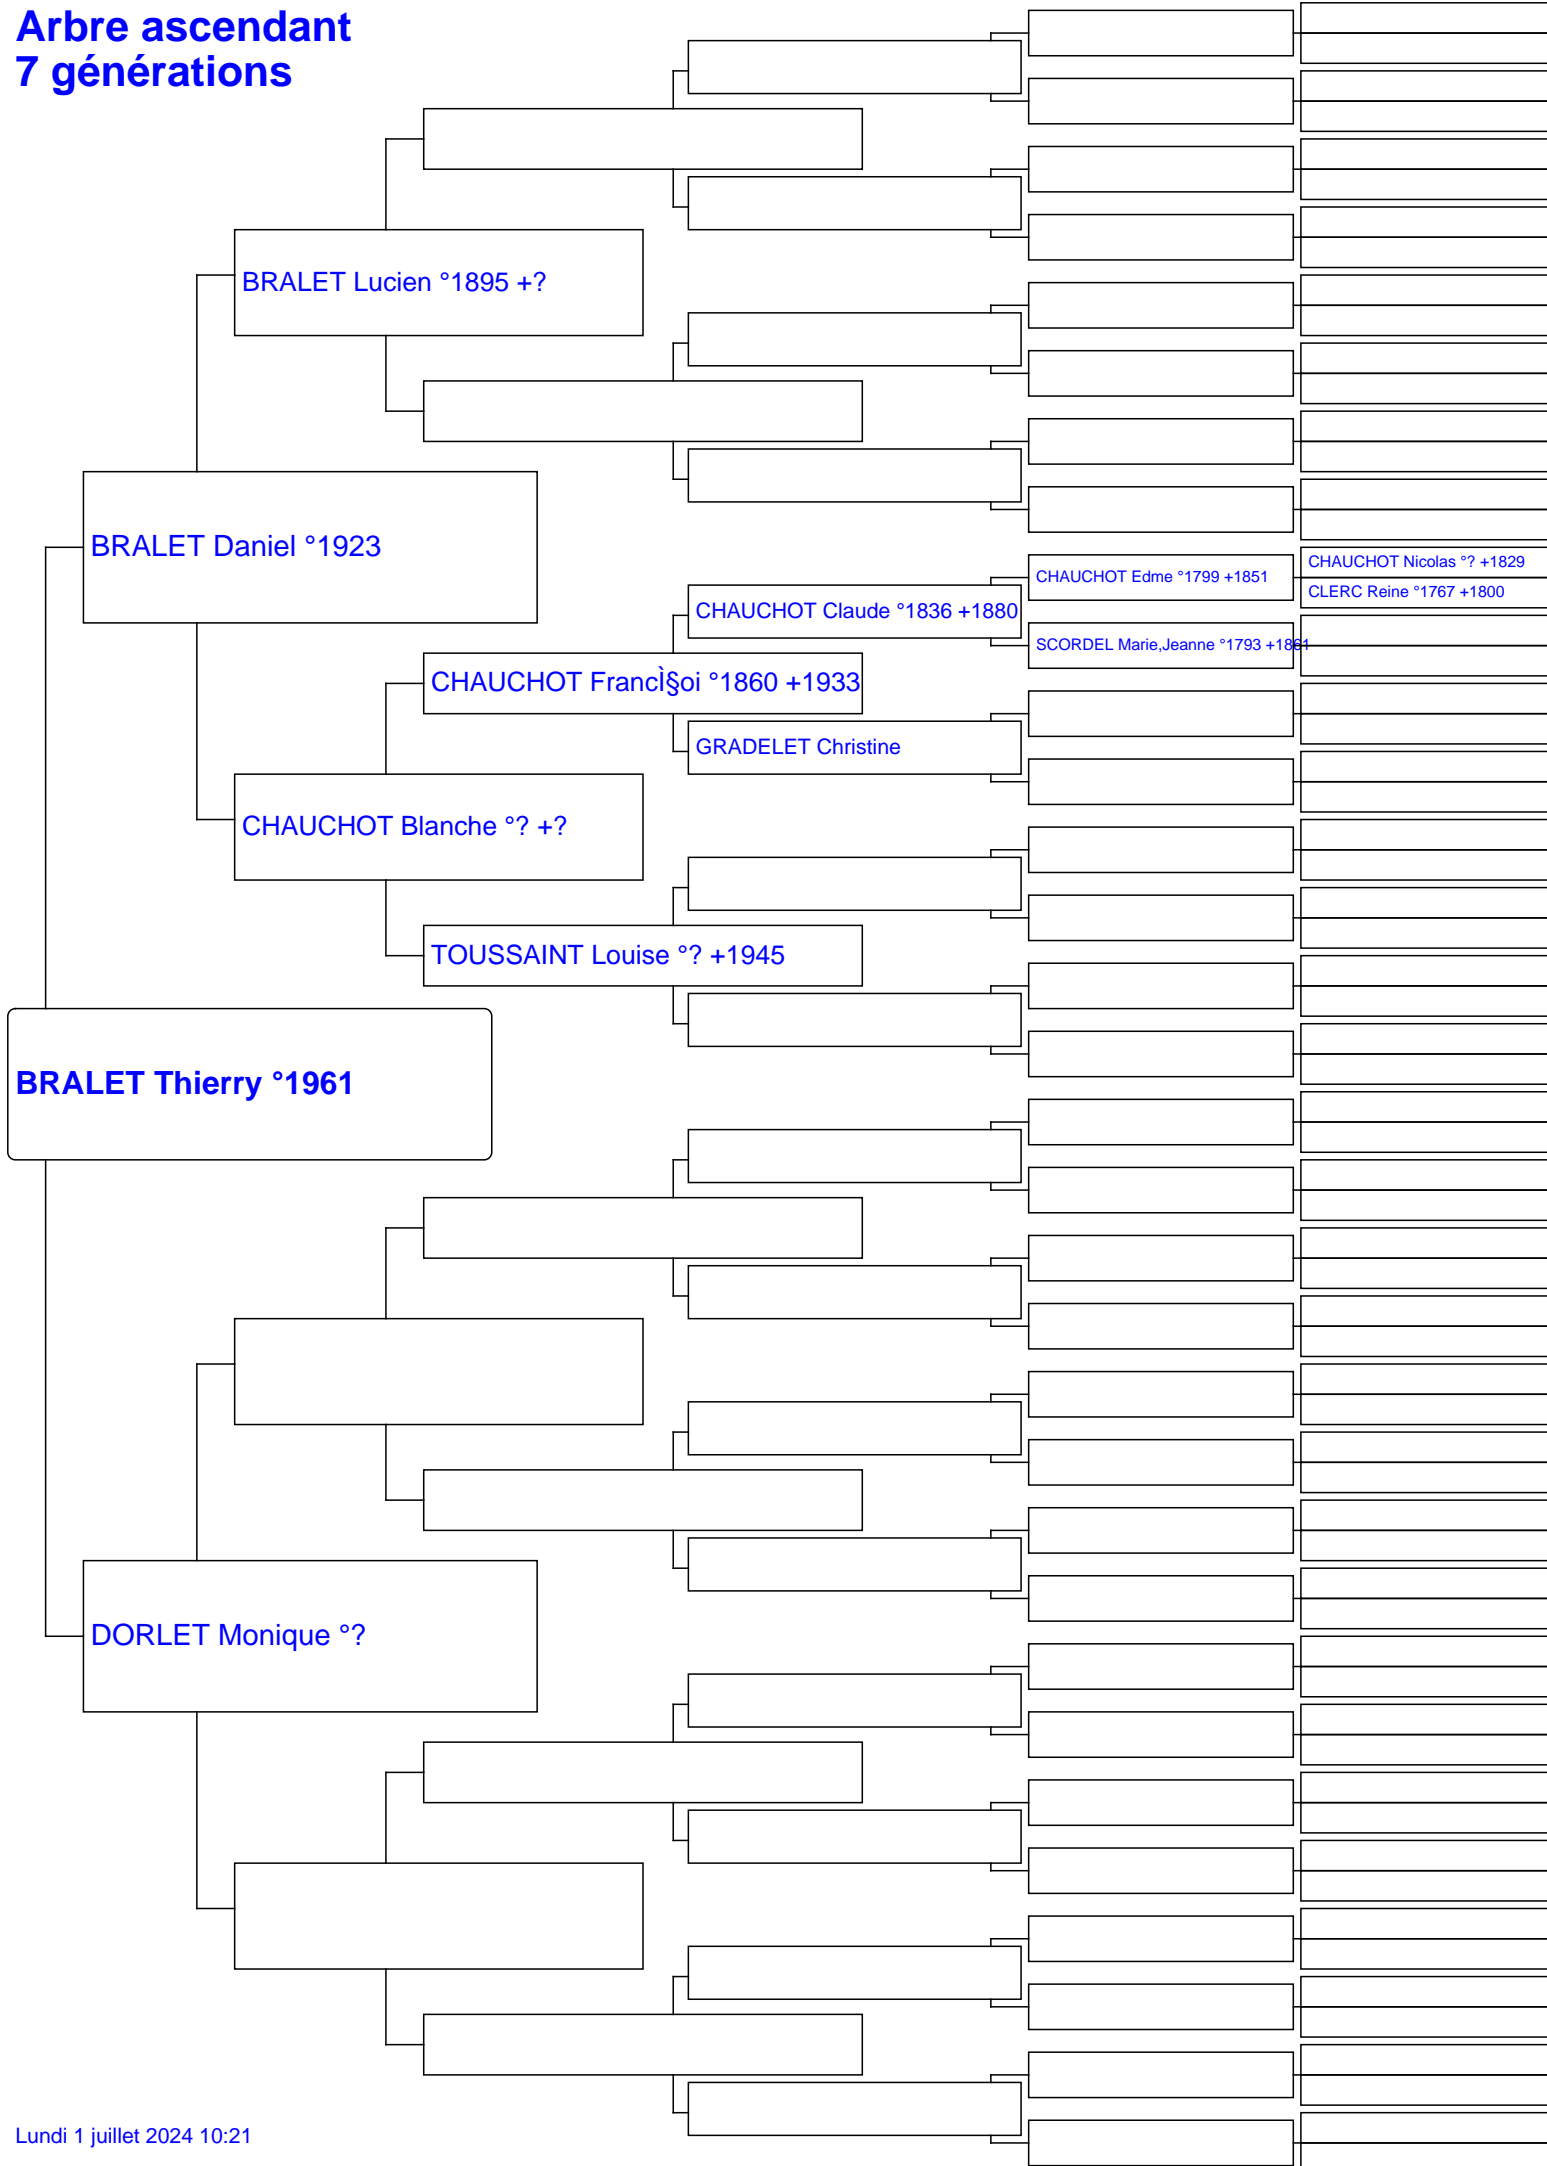 Arbre ascendant
7 générations
BRALET Lucien °1895 +?
BRALET Daniel °1923
CHAUCHOT Nicolas °? +1829
CHAUCHOT Edme °1799 +1851
CLERC Reine °1767 +1800
CHAUCHOT Claude °1836 +1880
SCORDEL Marie,Jeanne °1793 +1861
CHAUCHOT FrancÌ§oi °1860 +1933
GRADELET Christine
CHAUCHOT Blanche °? +?
TOUSSAINT Louise °? +1945
BRALET Thierry °1961
DORLET Monique °?
Lundi 1 juillet 2024 10:21